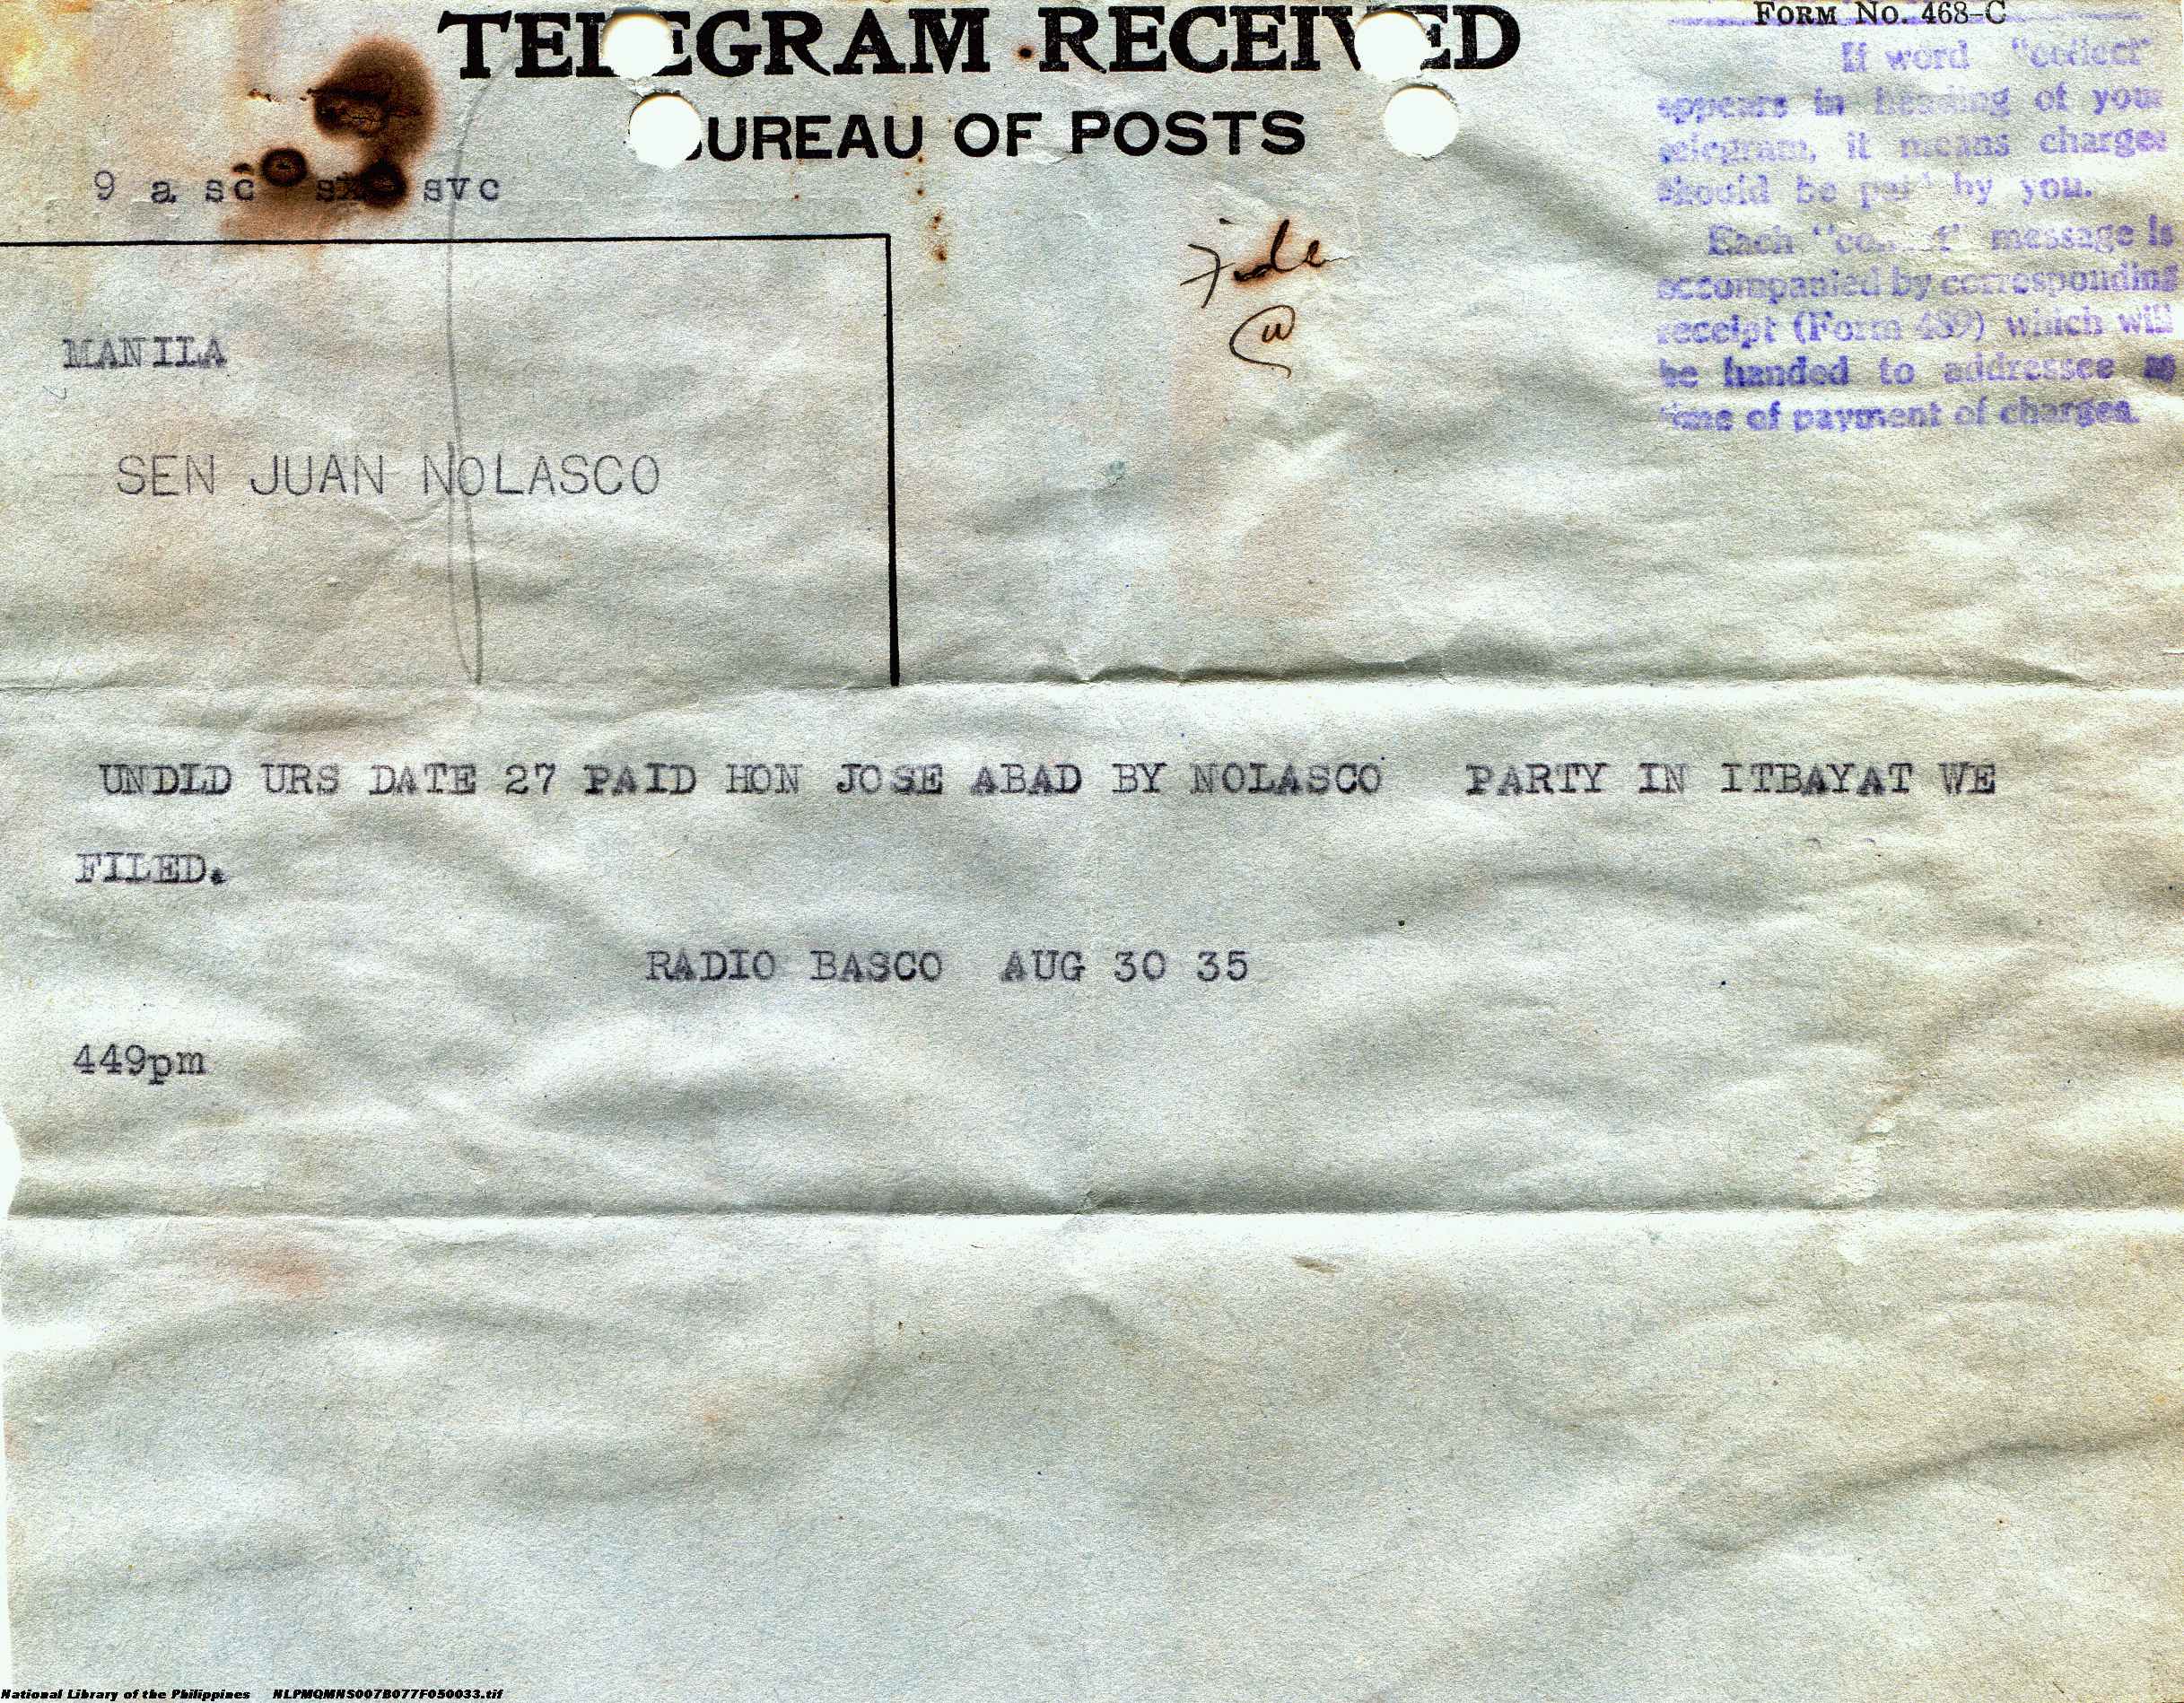 FORM NO. 468-C
TELEGRAM RECEIVED
BUREAU OF POSTS
If word "collect"
appears in heading of your
telegram, it means charges
should be paid by you.
Each "collect" message is
accompanied by corresponding
receipt (Form 489) which will
be handed to addressee as
time of payment of charges.
9 a sc svc
MANILA
SEN JUAN NOLASCO
UNDLD URS DATE 27 PAID HON JOSE ABAD BY NOLASCO PARTY IN ITBAYAT WE
FILED.
RADIO BASCO AUG 30 35
449pm
National Library of the Philippines NLPMQMNS007B077F050033.tif